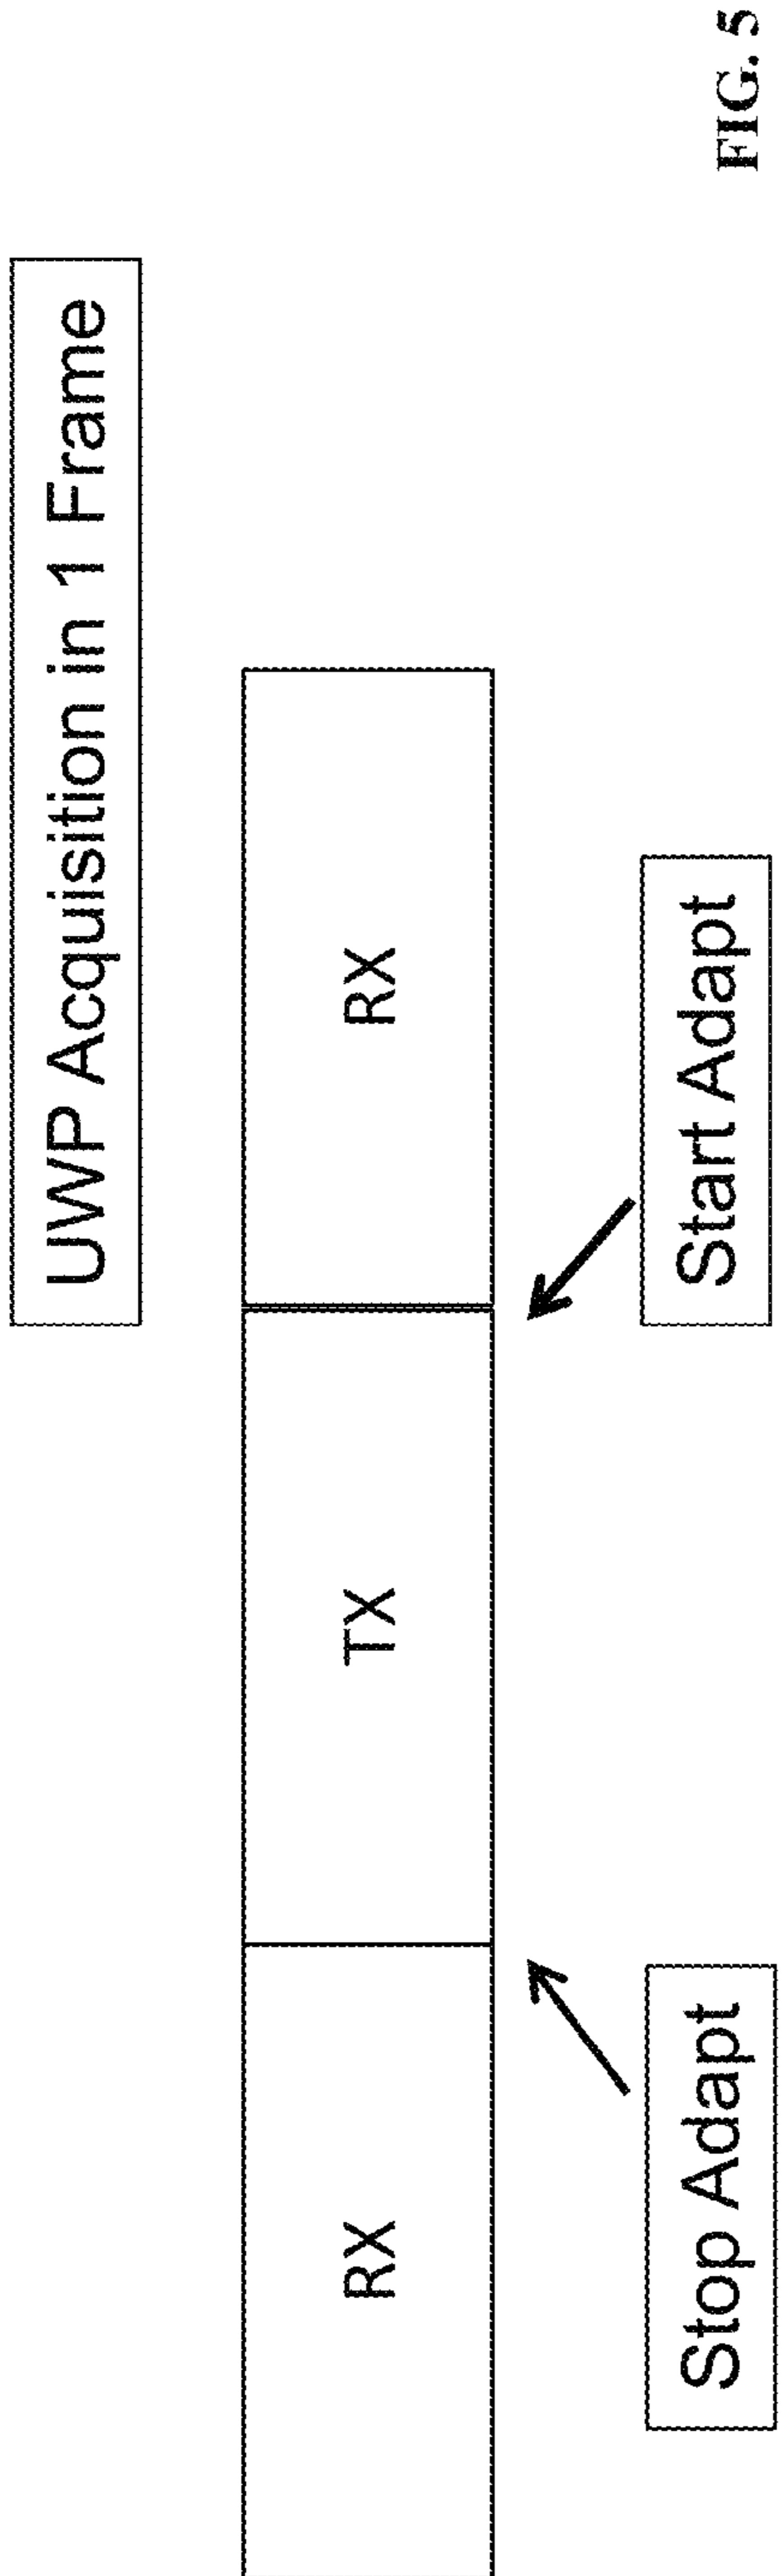 UWP Acquisition in 1 Frame
RX
TX
RX
Stop Adapt
Start Adapt
FIG. 5